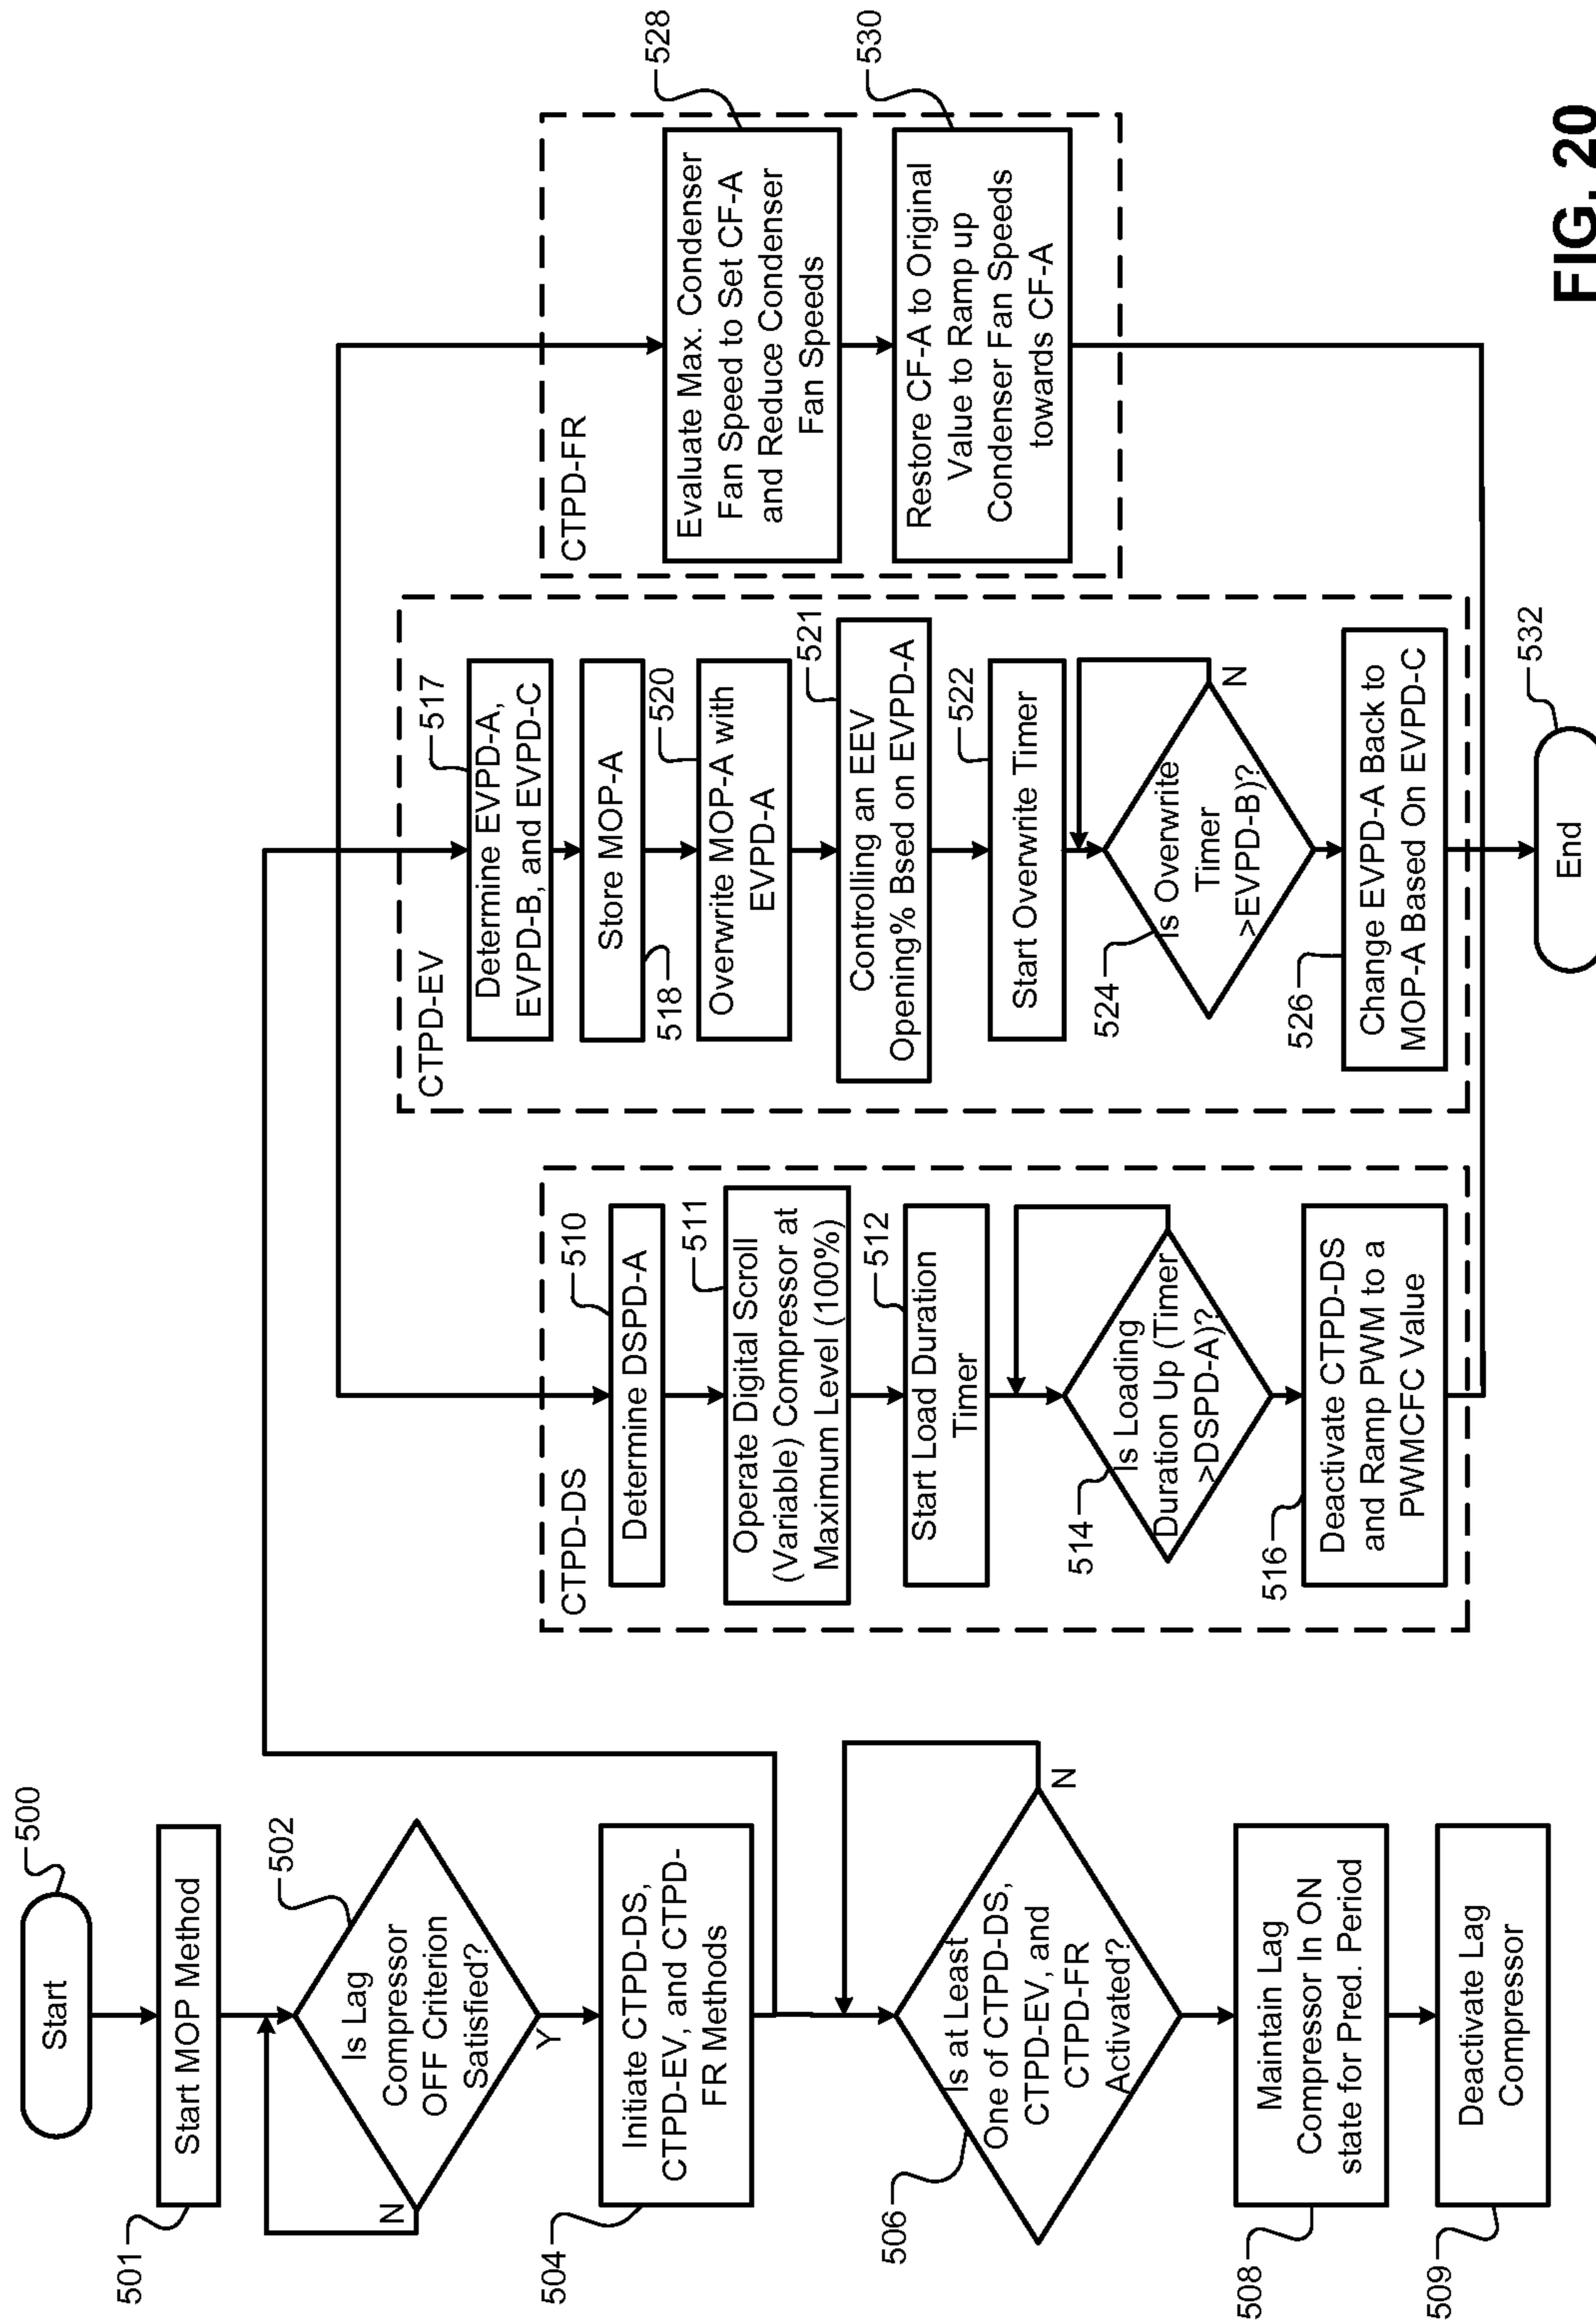 500
Start
501
Start MOP Method
502
Is Lag
Compressor
OFF Criterion
Satisfied?
N
Y
504
Initiate CTPD-DS,
CTPD-EV, and CTPD-
FR Methods
506
Is at Least
One of CTPD-DS,
CTPD-EV, and
CTPD-FR
Activated?
N
508
Maintain Lag
Compressor In ON
state for Pred. Period
509
Deactivate Lag
Compressor
CTPD-DS
510
Determine DSPD-A
511
Operate Digital Scroll
(Variable) Compressor at
Maximum Level (100%)
512
Start Load Duration
Timer
514
Is Loading
Duration Up (Timer
>DSPD-A)?
516
Deactivate CTPD-DS
and Ramp PWM to a
PWMCFC Value
CTPD-EV
517
Determine EVPD-A,
EVPD-B, and EVPD-C
518
Store MOP-A
520
Overwrite MOP-A with
EVPD-A
521
Controlling an EEV
Opening% Bsed on EVPD-A
522
Start Overwrite Timer
524
Is Overwrite
Timer
>EVPD-B)?
N
526
Change EVPD-A Back to
MOP-A Based On EVPD-C
CTPD-FR
528
Evaluate Max. Condenser
Fan Speed to Set CF-A
and Reduce Condenser
Fan Speeds
530
Restore CF-A to Original
Value to Ramp up
Condenser Fan Speeds
towards CF-A
532
End
FIG. 20